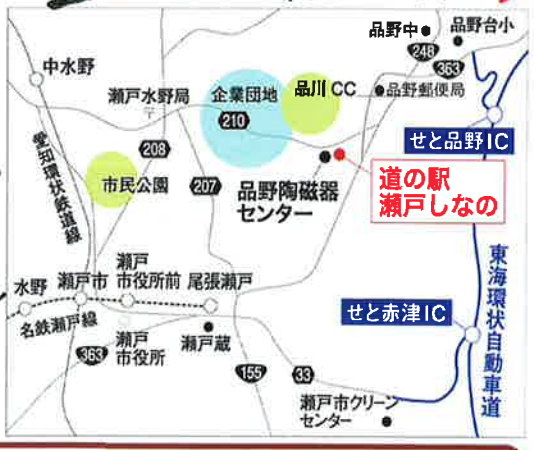 品野中
品野台小
248
363
中水野
瀬戸水野局
企業団地
品川CC
品野郵便局
210
せと品野IC
208
愛知環状鉄道線
市民公園
207
品野陶磁器
センター
道の駅
瀬戸しなの
東海環状自動車道
水野
瀬戸市
瀬戸
市役所前
尾張瀬戸
名鉄瀬戸線
せと赤津IC
363
瀬戸
市役所
瀬戸蔵
155
33
瀬戸市クリーン
センター